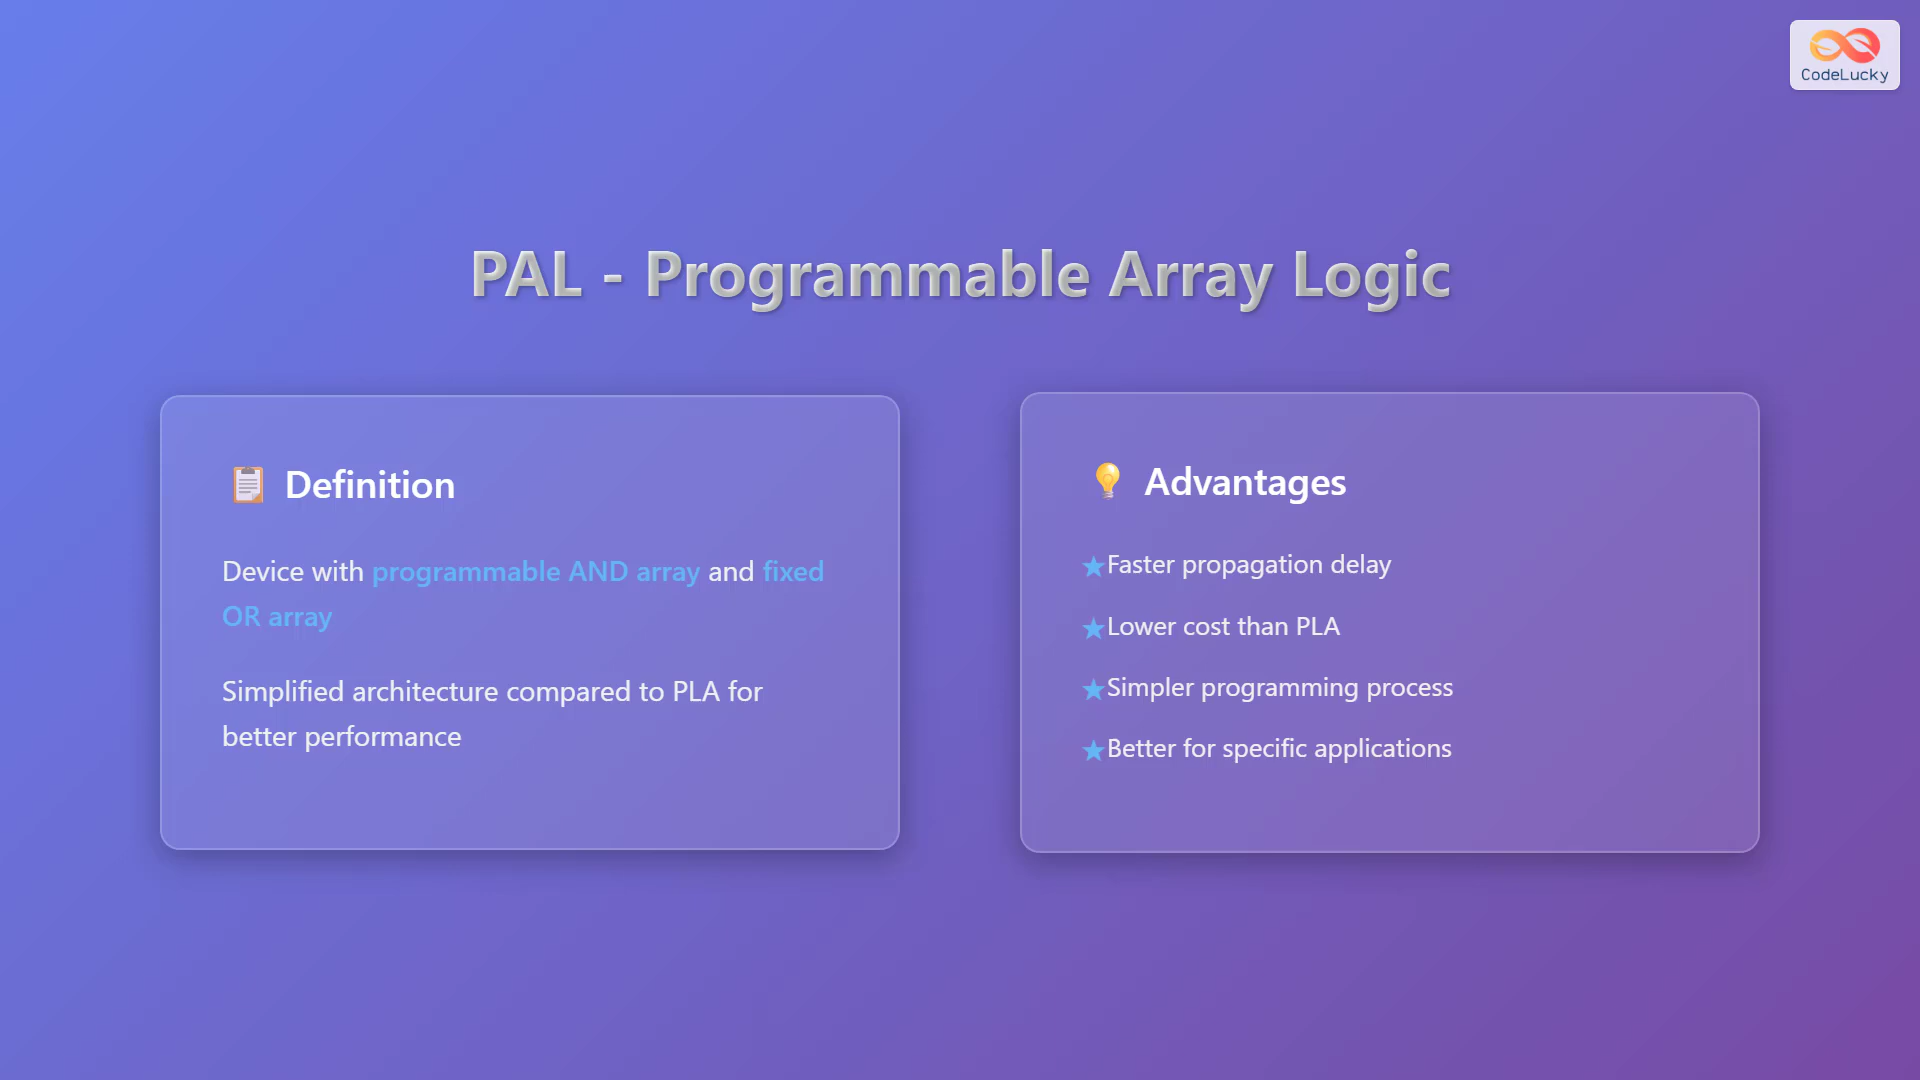 CodeLucky
PAL - Programmable Array Logic
Definition
Device with programmable AND array and fixed
OR array
Simplified architecture compared to PLA for
better performance
Advantages
Faster propagation delay
Lower cost than PLA
Simpler programming process
Better for specific applications